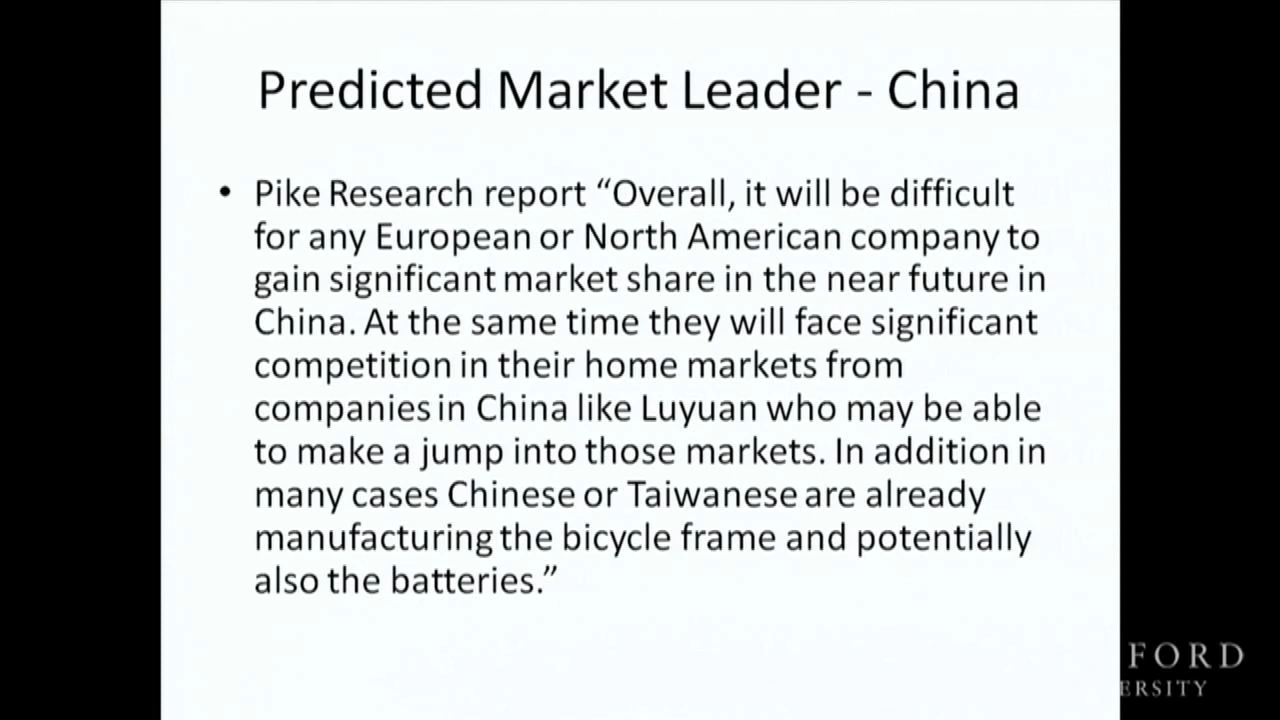 Predicted Market Leader - China
• Pike Research report “Overall, it will be difficult
for any European or North American company to
gain significant market share in the near future in
China. At the same time they will face significant
competition in their home markets from
companies in China like Luyuan who may be able
to make a jump into those markets. In addition in
many cases Chinese or Taiwanese are already
manufacturing the bicycle frame and potentially
also the batteries.”
FORD
ERSITY